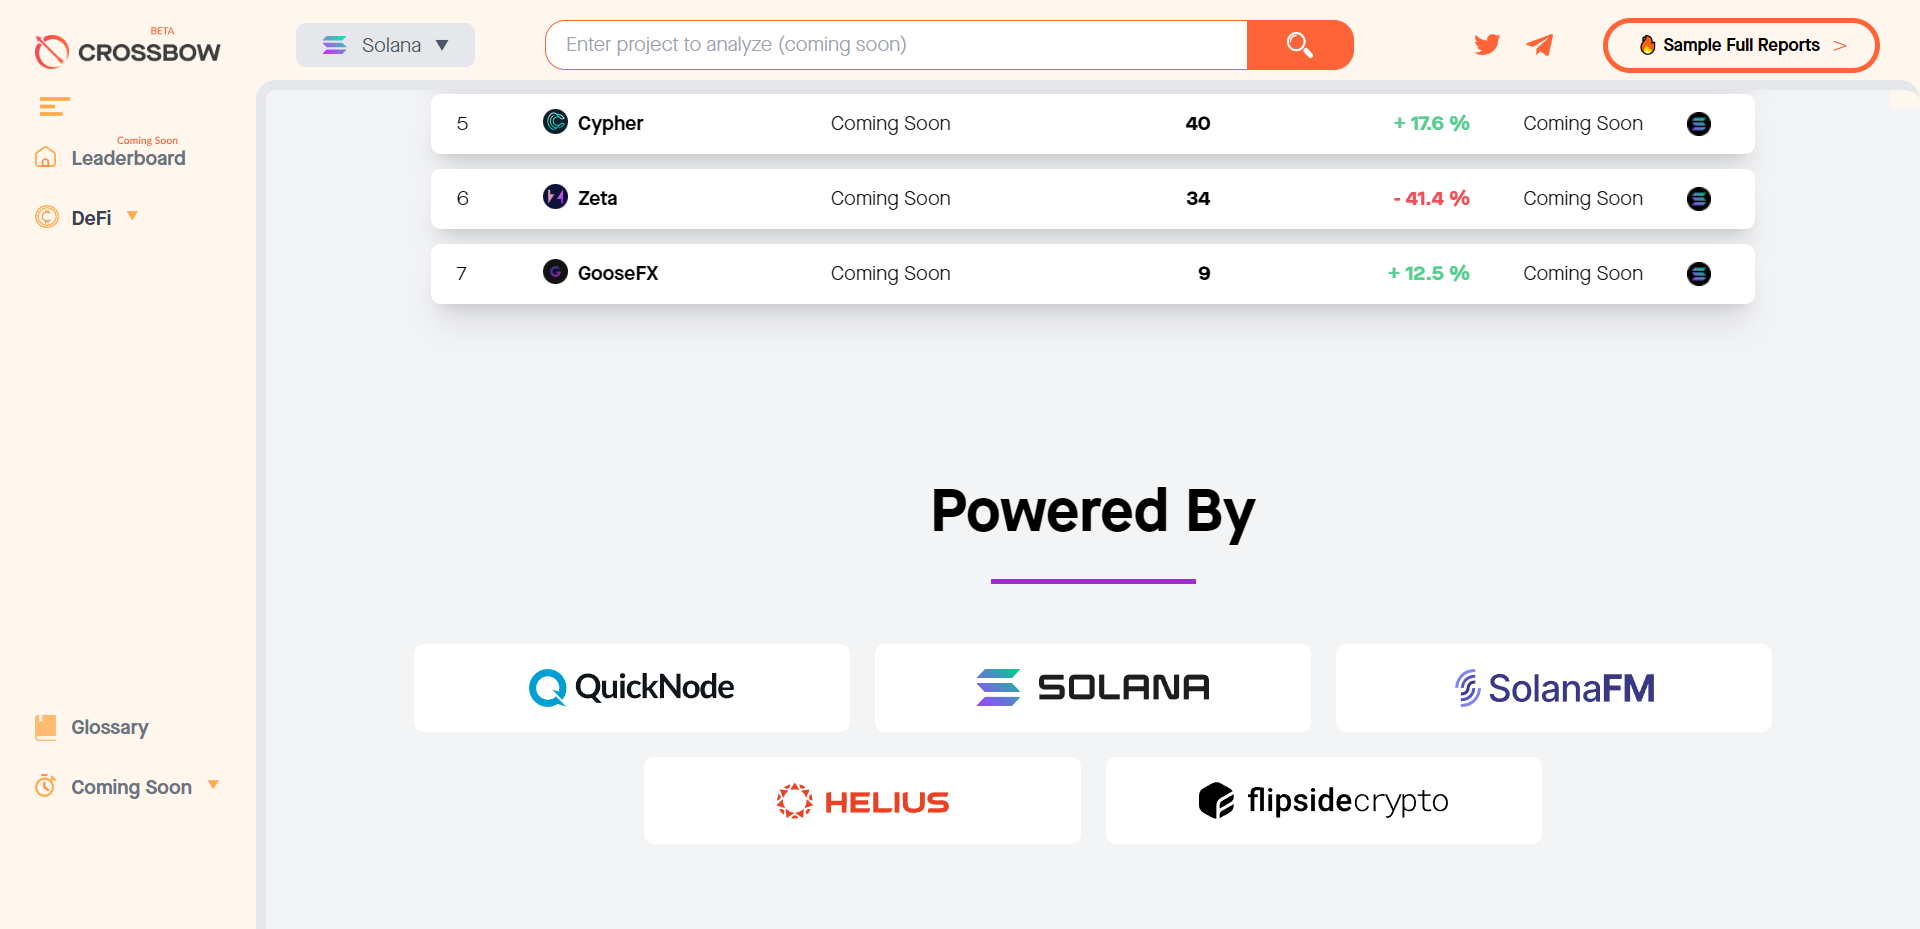 BETA
CROSSBOW
Solana ▼
Enter project to analyze (coming soon)
Sample Full Reports >
Coming Soon
Leaderboard
DeFi
Glossary
Coming Soon
5 Cypher Coming Soon 40 + 17.6 % Coming Soon
6 Zeta Coming Soon 34 - 41.4 % Coming Soon
7 GooseFX Coming Soon 9 + 12.5 % Coming Soon
Powered By
QuickNode
SOLANA
SolanaFM
HELIUS
flipsidecrypto